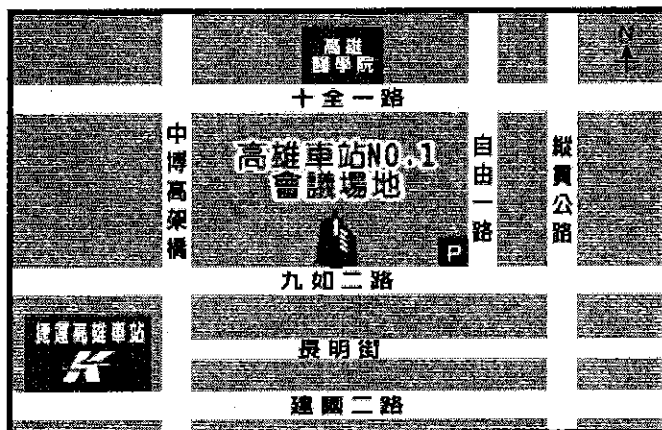 高雄
醫學院
N
十全一路
中博高架橋
高雄車站NO.1
會議場地
自由一路
縱貫公路
P
九如二路
捷運高雄車站
長明街
建國二路